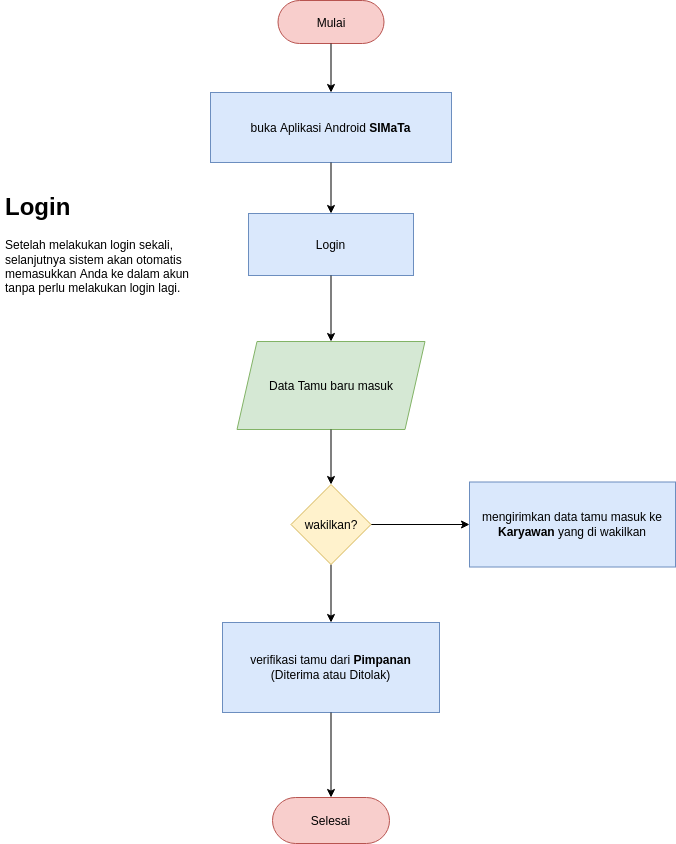 Mulai
buka Aplikasi Android SIMaTa
Login
Setelah melakukan login sekali,
selanjutnya sistem akan otomatis
memasukkan Anda ke dalam akun
tanpa perlu melakukan login lagi.
Login
Data Tamu baru masuk
wakilkan?
mengirimkan data tamu masuk ke
Karyawan yang di wakilkan
verifikasi tamu dari Pimpanan
(Diterima atau Ditolak)
Selesai